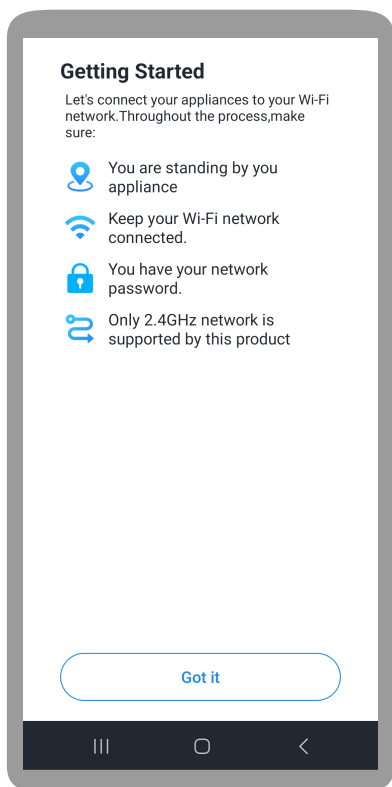 Getting Started
Let's connect your appliances to your Wi-Fi
network.Throughout the process,make
sure:
You are standing by you
appliance
Keep your Wi-Fi network
connected.
You have your network
password.
Only 2.4GHz network is
supported by this product
Got it